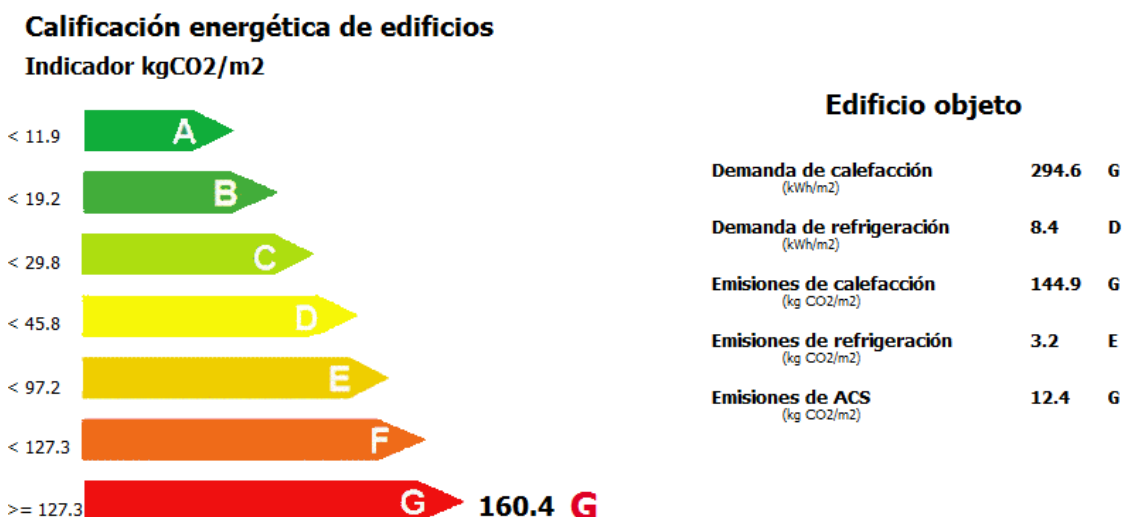 Calificación energética de edificios
Indicador kgCO2/m2
< 11.9 A
< 19.2 B
< 29.8 C
< 45.8 D
< 97.2 E
< 127.3 F
>= 127.3 G 160.4 G
Edificio objeto
Demanda de calefacción 294.6 G
(kWh/m2)
Demanda de refrigeración 8.4 D
(kWh/m2)
Emisiones de calefacción 144.9 G
(kg CO2/m2)
Emisiones de refrigeración 3.2 E
(kg CO2/m2)
Emisiones de ACS 12.4 G
(kg CO2/m2)